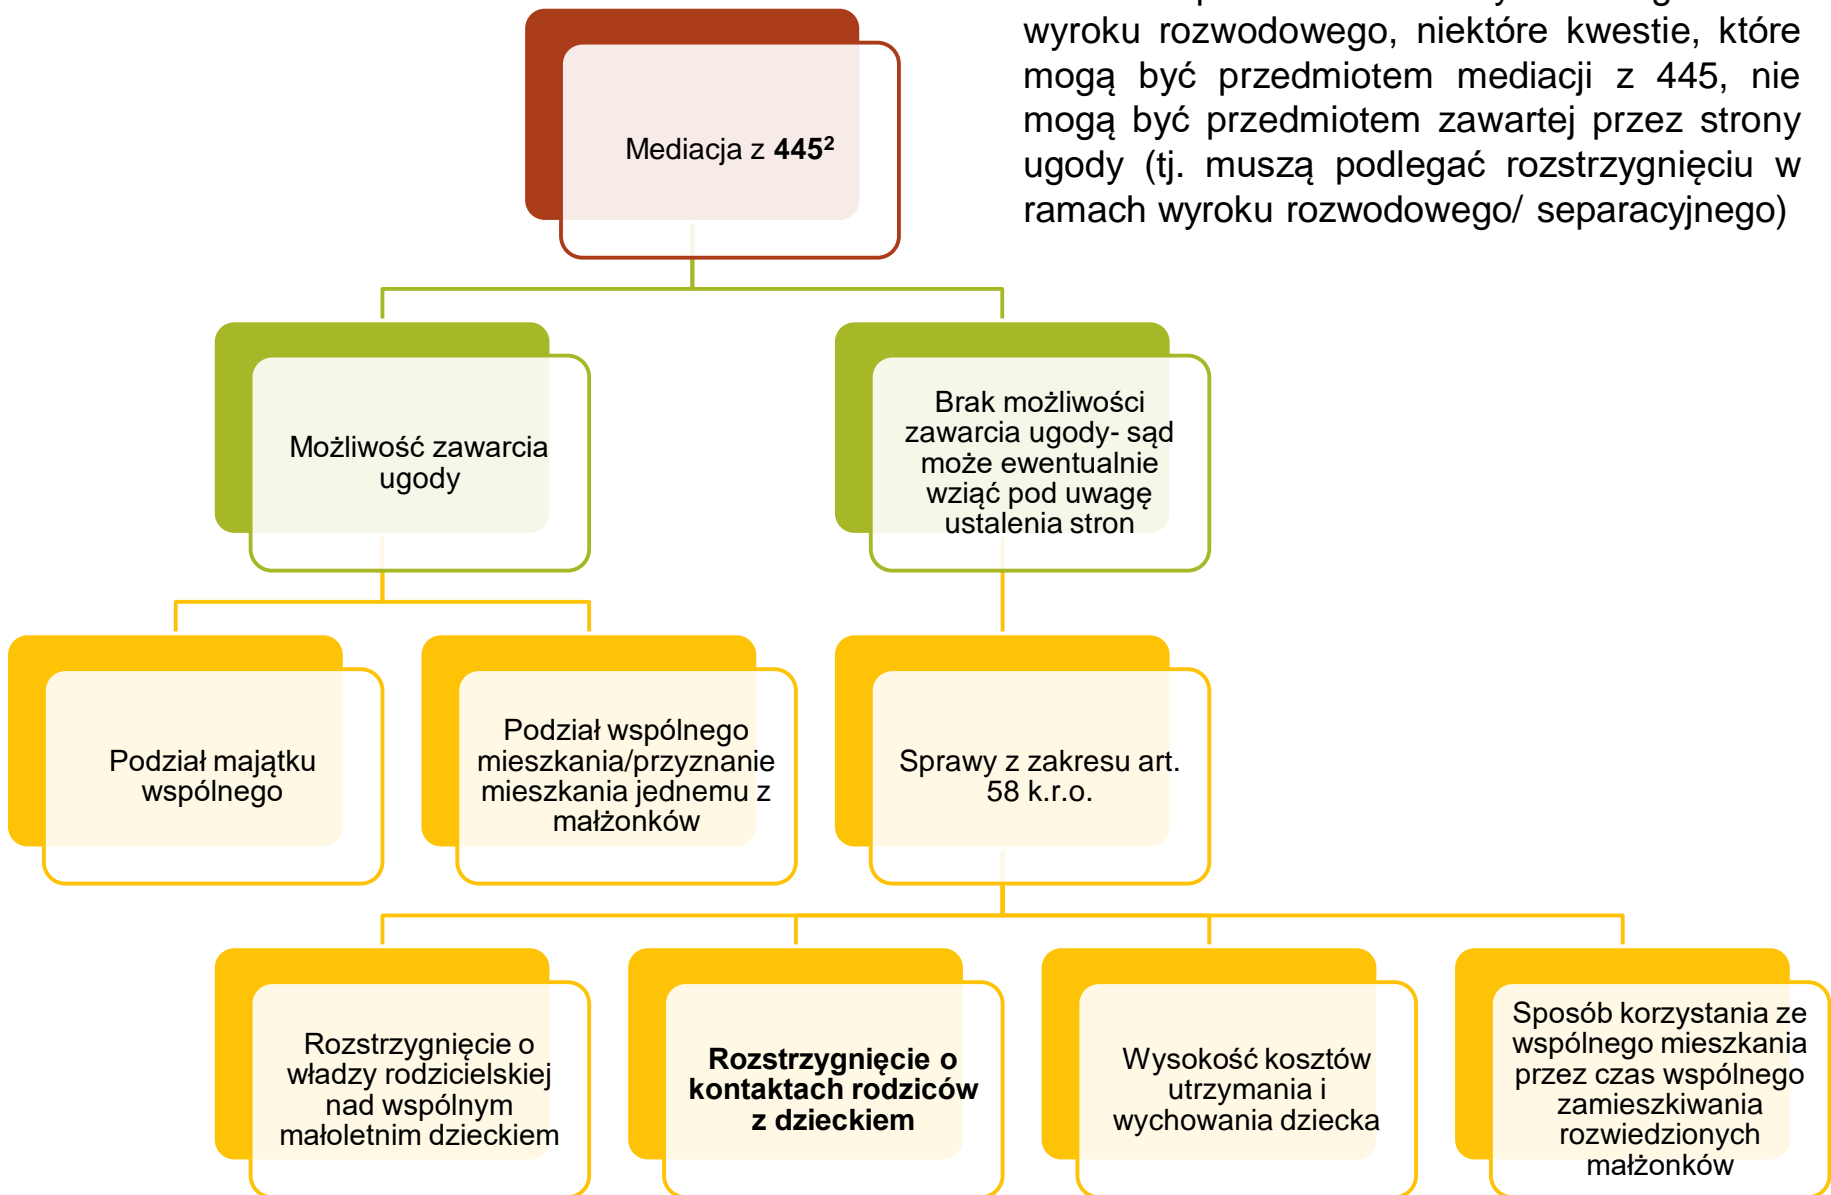 wyroku rozwodowego, niektóre kwestie, które
mogą być przedmiotem mediacji z 445, nie
mogą być przedmiotem zawartej przez strony
ugody (tj. muszą podlegać rozstrzygnięciu w
ramach wyroku rozwodowego/ separacyjnego)
Mediacja z 445²
Możliwość zawarcia
ugody
Brak możliwości
zawarcia ugody- sąd
może ewentualnie
wziąć pod uwagę
ustalenia stron
Podział majątku
wspólnego
Podział wspólnego
mieszkania/przyznanie
mieszkania jednemu z
małżonków
Sprawy z zakresu art.
58 k.r.o.
Rozstrzygnięcie o
władzy rodzicielskiej
nad wspólnym
małoletnim dzieckiem
Rozstrzygnięcie o
kontaktach rodziców
z dzieckiem
Wysokość kosztów
utrzymania i
wychowania dziecka
Sposób korzystania ze
wspólnego mieszkania
przez czas wspólnego
zamieszkiwania
rozwiedzionych
małżonków